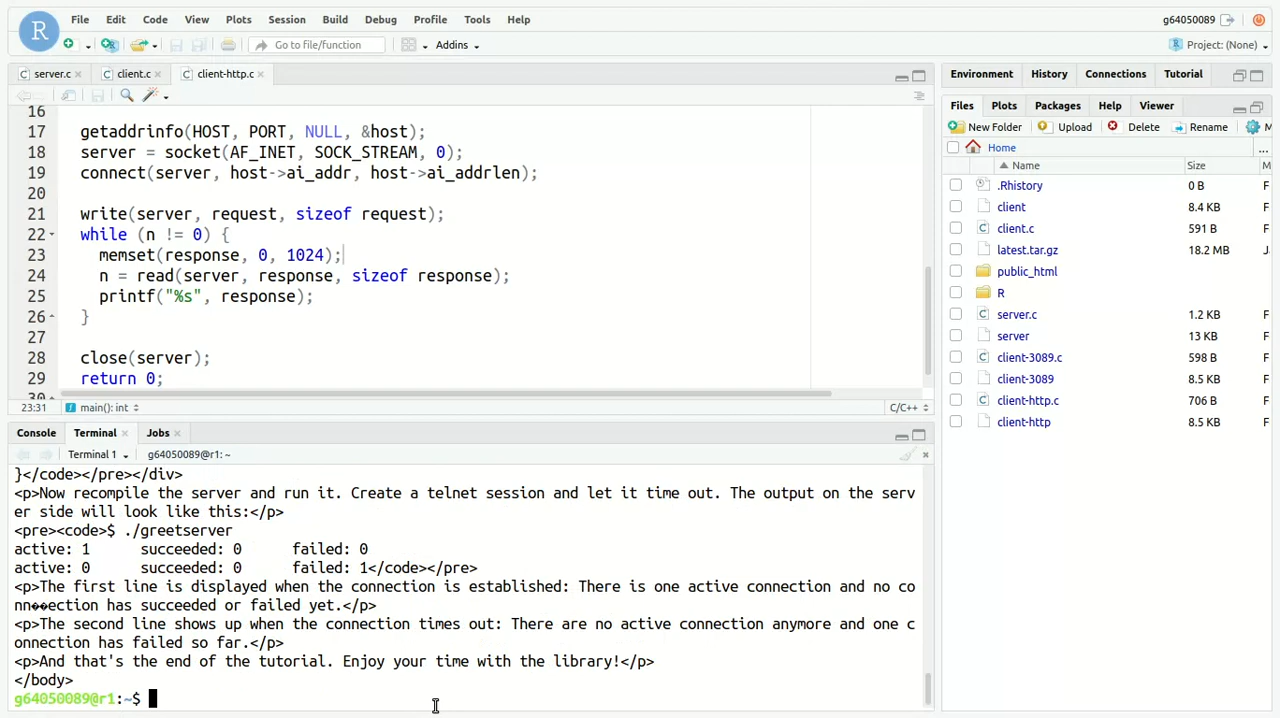 R
File Edit Code View Plots Session Build Debug Profile Tools Help
g64050089
Go to file/function
Addins
Project: (None)
server.c
client.c
client-http.c
16
17 getaddrinfo(HOST, PORT, NULL, &host);
18 server = socket(AF_INET, SOCK_STREAM, 0);
19 connect(server, host->ai_addr, host->ai_addrlen);
20
21 write(server, request, sizeof request);
22 while (n != 0) {
23 memset(response, 0, 1024);
24 n = read(server, response, sizeof response);
25 printf("%s", response);
26 }
27
28 close(server);
29 return 0;
30
23:31 main(): int C/C++
Console Terminal Jobs
Terminal 1 g64050089@r1: ~
}</code></pre></div>
<p>Now recompile the server and run it. Create a telnet session and let it time out. The output on the serv
er side will look like this:</p>
<pre><code>$ ./greetserver
active: 1 succeeded: 0 failed: 0
active: 0 succeeded: 0 failed: 1</code></pre>
<p>The first line is displayed when the connection is established: There is one active connection and no co
nn��ection has succeeded or failed yet.</p>
<p>The second line shows up when the connection times out: There are no active connection anymore and one c
onnection has failed so far.</p>
<p>And that's the end of the tutorial. Enjoy your time with the library!</p>
</body>
g64050089@r1:~$
Environment History Connections Tutorial
Files Plots Packages Help Viewer
New Folder Upload Delete Rename M
Home ...
Name Size M
.Rhistory 0 B F
client 8.4 KB F
client.c 591 B F
latest.tar.gz 18.2 MB J
public_html
R
server.c 1.2 KB F
server 13 KB F
client-3089.c 598 B F
client-3089 8.5 KB F
client-http.c 706 B F
client-http 8.5 KB F